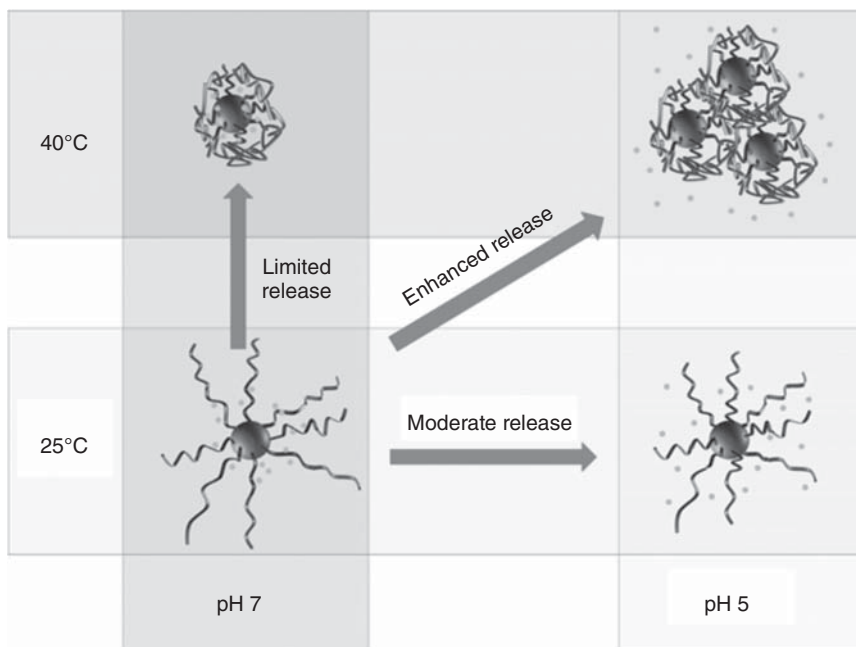 40°C
Limited
release
Enhanced release
25°C
Moderate release
pH 7
pH 5